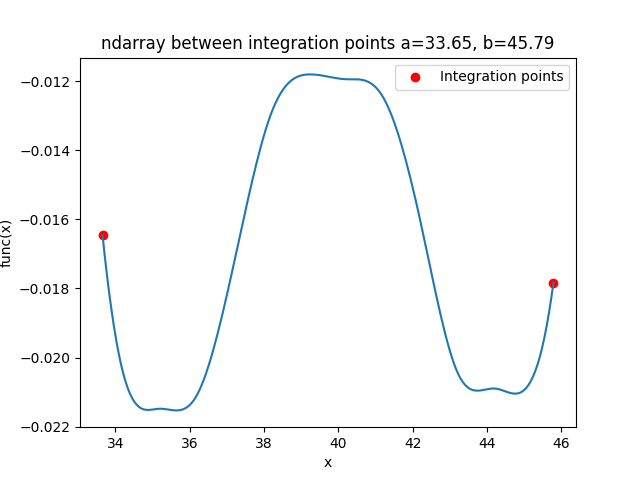 ndarray between integration points a=33.65, b=45.79
Integration points
−0.012
−0.014
−0.016
−0.018
−0.020
−0.022
func(x)
34 36 38 40 42 44 46
x